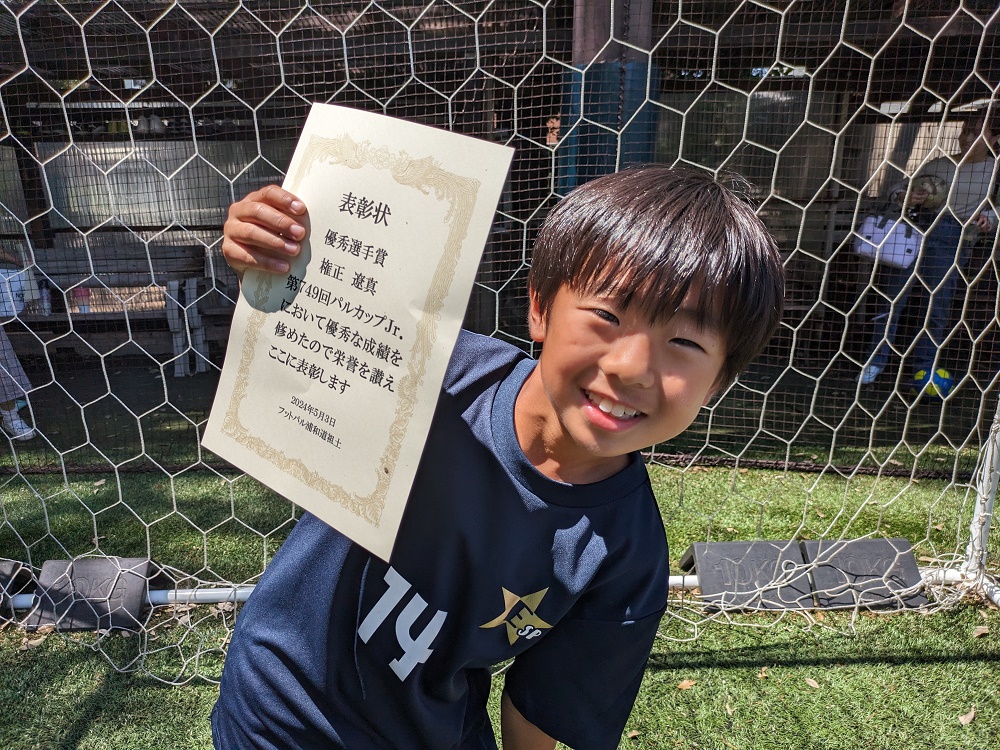 表彰状
優秀選手賞
権正 遼真
第749回パルカップJr.
において優秀な成績を
修めたので栄誉を讃え
ここに表彰します
2024年5月3日
フットパル浦和道祖土
14
E
SP